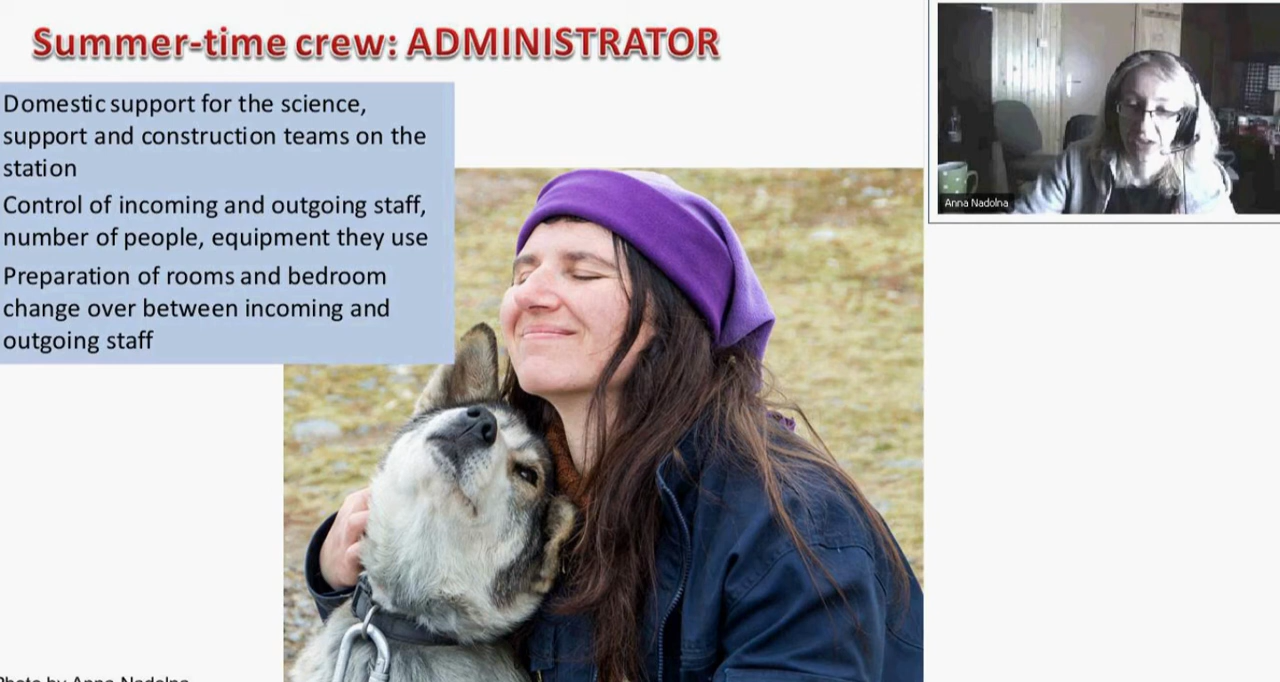 Summer-time crew: ADMINISTRATOR
Domestic support for the science,
support and construction teams on the
station
Control of incoming and outgoing staff,
number of people, equipment they use
Preparation of rooms and bedroom
change over between incoming and
outgoing staff
Anna Nadolna
Photo by Anna Nadolna